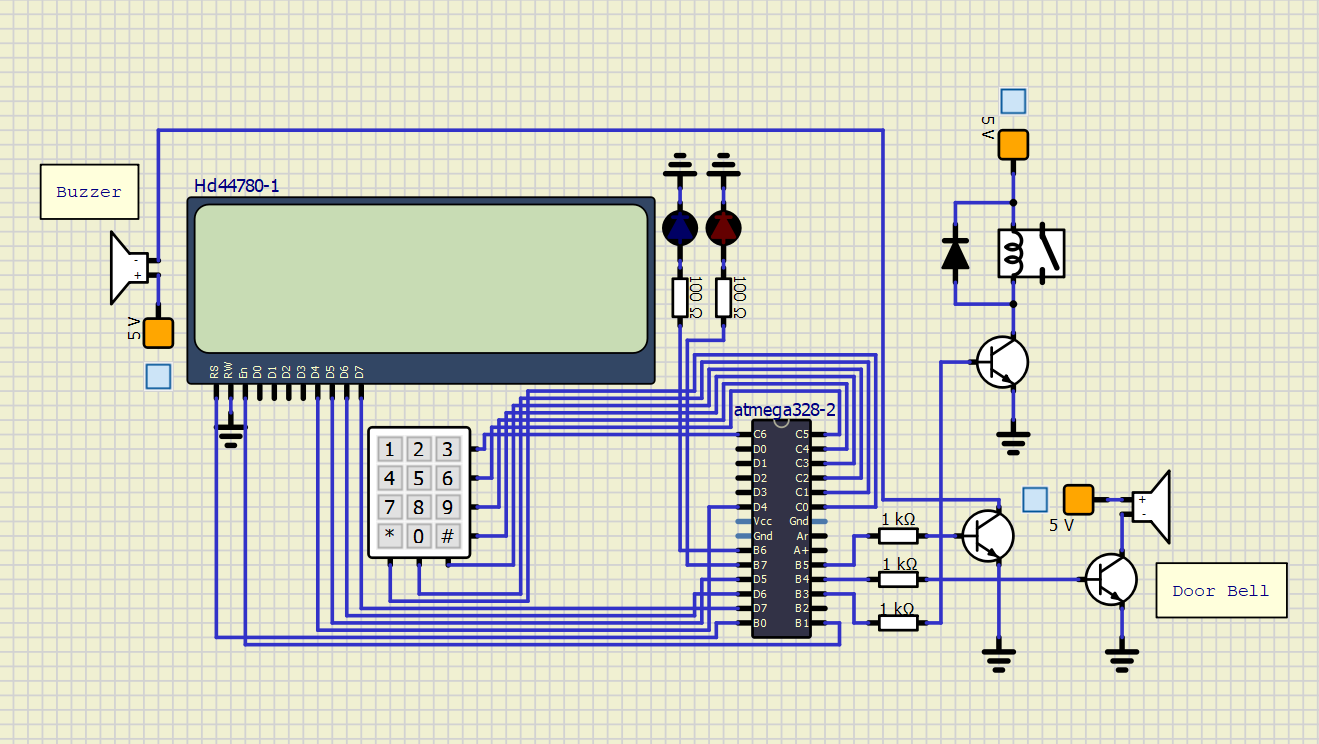 5 V
Buzzer
Hd44780-1
-
+
5 V
100 Ω
100 Ω
RS RW En D0 D1 D2 D3 D4 D5 D6 D7
atmega328-2
1 2 3
4 5 6
7 8 9
* 0 #
C6 C5
D0 C4
D1 C3
D2 C2
D3 C1
D4 C0
Vcc Gnd
Gnd Ar
B6 A+
B7 B5
D5 B4
D6 B3
D7 B2
B0 B1
1 kΩ
1 kΩ
1 kΩ
+
-
5 V
Door Bell